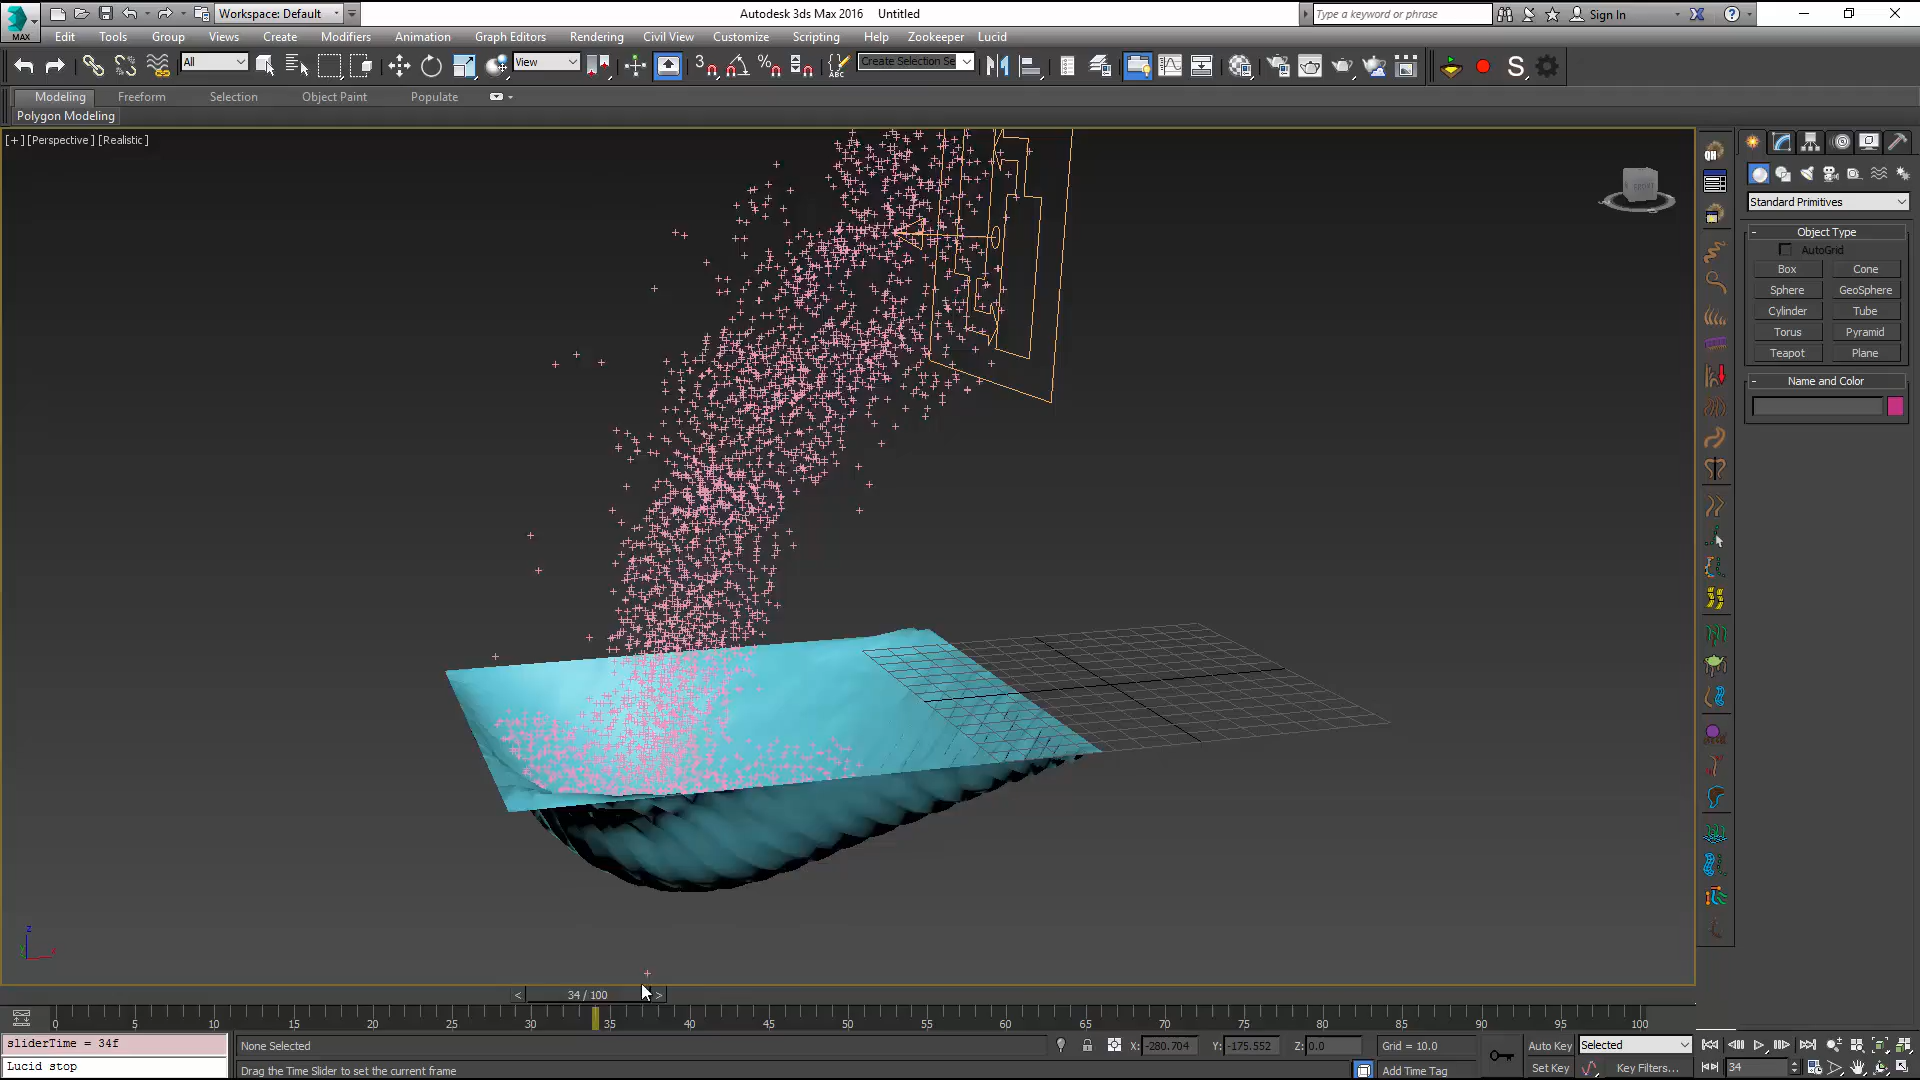 Workspace: Default
Autodesk 3ds Max 2016 Untitled
Type a keyword or phrase
Sign In
MAX
Edit Tools Group Views Create Modifiers Animation Graph Editors Rendering Civil View Customize Scripting Help Zookeeper Lucid
All
View
Create Selection Se
Modeling Freeform Selection Object Paint Populate
Polygon Modeling
[+] [Perspective] [Realistic]
FRONT
Standard Primitives
- Object Type
AutoGrid
Box Cone
Sphere GeoSphere
Cylinder Tube
Torus Pyramid
Teapot Plane
- Name and Color
z
x
< 34 / 100 >
0 5 10 15 20 25 30 35 40 45 50 55 60 65 70 75 80 85 90 95 100
sliderTime = 34f
Lucid stop
None Selected
X: -280.704 Y: -175.552 Z: 0.0 Grid = 10.0
Drag the Time Slider to set the current frame
Add Time Tag
Auto Key Selected
Set Key Key Filters...
34